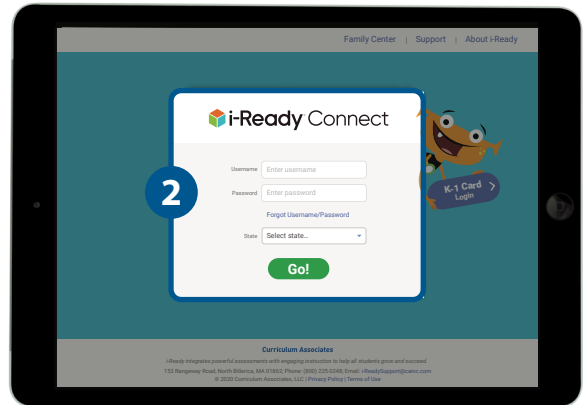 Family Center | Support | About i-Ready
i-Ready Connect
Username Enter username
2
Password Enter password
K-1 Card
Login
Forgot Username/Password
State Select state...
Go!
Curriculum Associates
i-Ready integrates powerful assessments with engaging instruction to help all students grow and succeed.
153 Rangeway Road, North Billerica, MA 01862; Phone: (800) 225-0248; Email: i-ReadySupport@cainc.com
© 2020 Curriculum Associates, LLC | Privacy Policy | Terms of Use